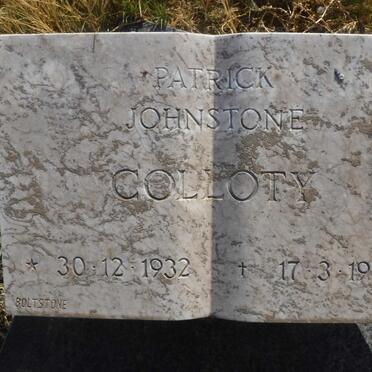 PATRICK
JOHNSTONE
COLLOTY
* 30·12·1932 + 17·3·19
BOLTSTONE